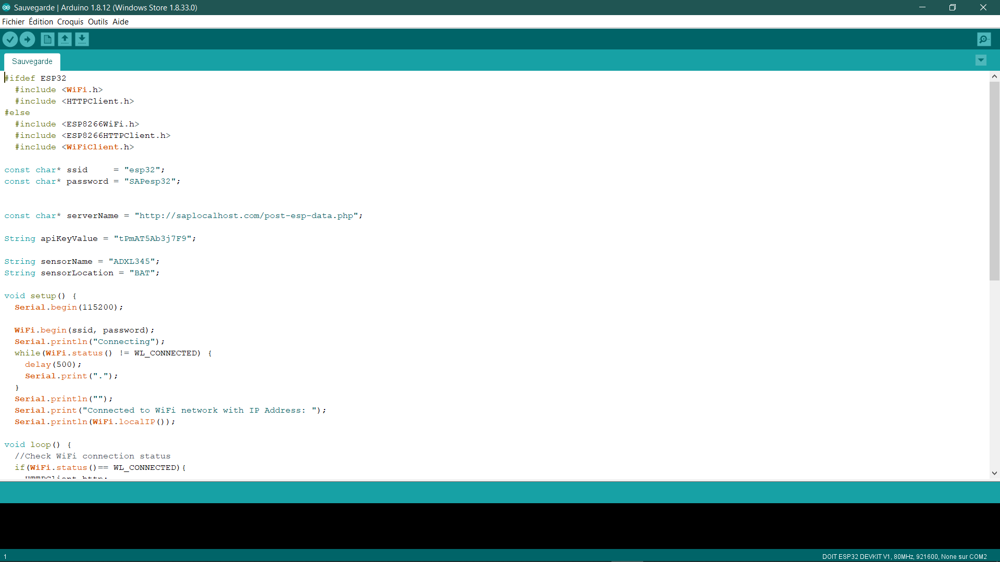 Sauvegarde | Arduino 1.8.12 (Windows Store 1.8.33.0)
Fichier Édition Croquis Outils Aide
Sauvegarde
#ifdef ESP32
  #include <WiFi.h>
  #include <HTTPClient.h>
#else
  #include <ESP8266WiFi.h>
  #include <ESP8266HTTPClient.h>
  #include <WiFiClient.h>
const char* ssid     = "esp32";
const char* password = "SAPesp32";
const char* serverName = "http://saplocalhost.com/post-esp-data.php";
String apiKeyValue = "tPmAT5Ab3j7F9";
String sensorName = "ADXL345";
String sensorLocation = "BAT";
void setup() {
  Serial.begin(115200);
  WiFi.begin(ssid, password);
  Serial.println("Connecting");
  while(WiFi.status() != WL_CONNECTED) {
    delay(500);
    Serial.print(".");
  }
  Serial.println("");
  Serial.print("Connected to WiFi network with IP Address: ");
  Serial.println(WiFi.localIP());
void loop() {
  //Check WiFi connection status
  if(WiFi.status()== WL_CONNECTED){
    HTTPClient http;
1
DOIT ESP32 DEVKIT V1, 80MHz, 921600, None sur COM2